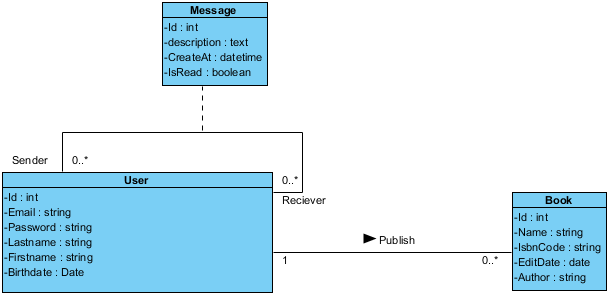 Message
-Id : int
-description : text
-CreateAt : datetime
-IsRead : boolean
Sender
0..*
0..*
Reciever
User
-Id : int
-Email : string
-Password : string
-Lastname : string
-Firstname : string
-Birthdate : Date
Publish
1
0..*
Book
-Id : int
-Name : string
-IsbnCode : string
-EditDate : date
-Author : string